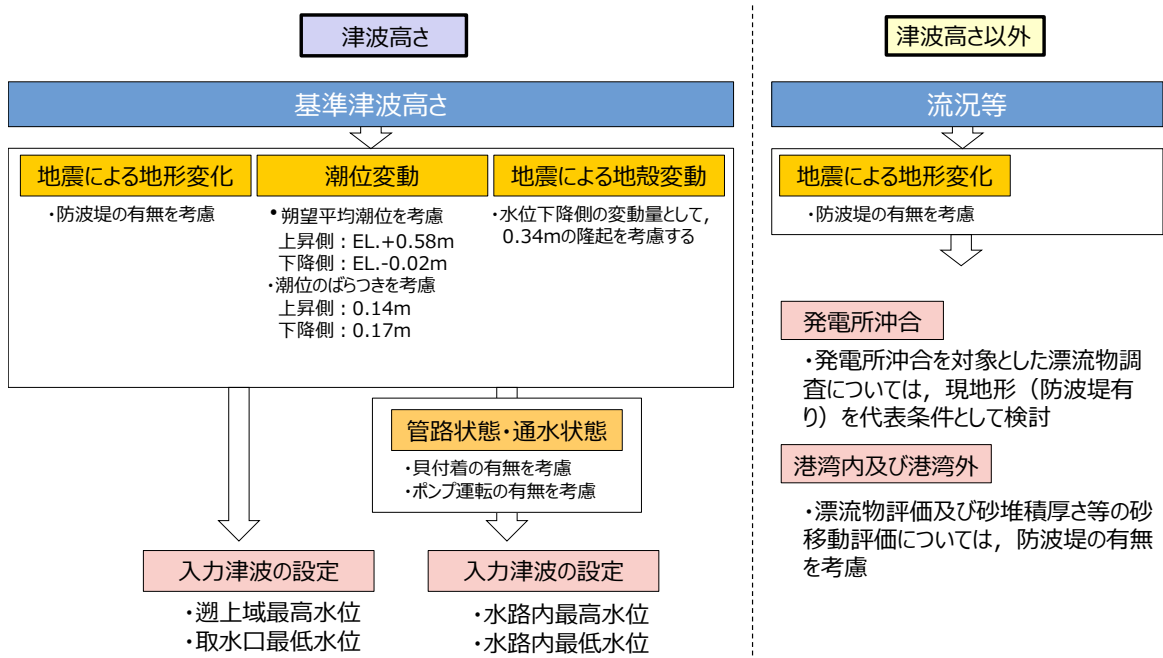 津波高さ
基準津波高さ
地震による地形変化
・防波堤の有無を考慮
潮位変動
•朔望平均潮位を考慮
上昇側：EL.+0.58m
下降側：EL.-0.02m
・潮位のばらつきを考慮
上昇側：0.14m
下降側：0.17m
地震による地殻変動
・水位下降側の変動量として，
0.34mの隆起を考慮する
管路状態・通水状態
・貝付着の有無を考慮
・ポンプ運転の有無を考慮
入力津波の設定
・遡上域最高水位
・取水口最低水位
入力津波の設定
・水路内最高水位
・水路内最低水位
津波高さ以外
流況等
地震による地形変化
・防波堤の有無を考慮
発電所沖合
・発電所沖合を対象とした漂流物調
査については，現地形（防波堤有
り）を代表条件として検討
港湾内及び港湾外
・漂流物評価及び砂堆積厚さ等の砂
移動評価については，防波堤の有無
を考慮